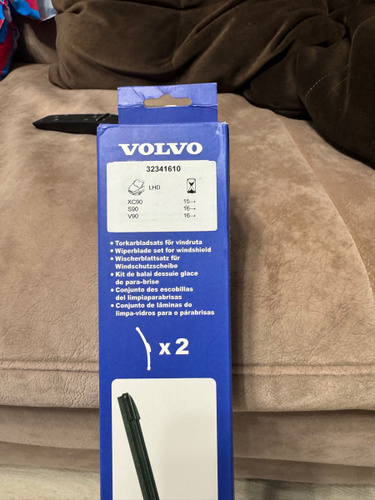 VOLVO
32341610
LHD
XC90 15→
S90 16→
V90 16→
• Torkarbladsats för vindruta
• Wiperblade set for windshield
• Wischerblattsatz für
Windschutzscheibe
• Kit de balai dessuie glace
de para-brise
• Conjunto des escobillas
del limpiaparabrisas
• Conjunto de lâminas do
limpa-vidros para o párabrisas
x 2